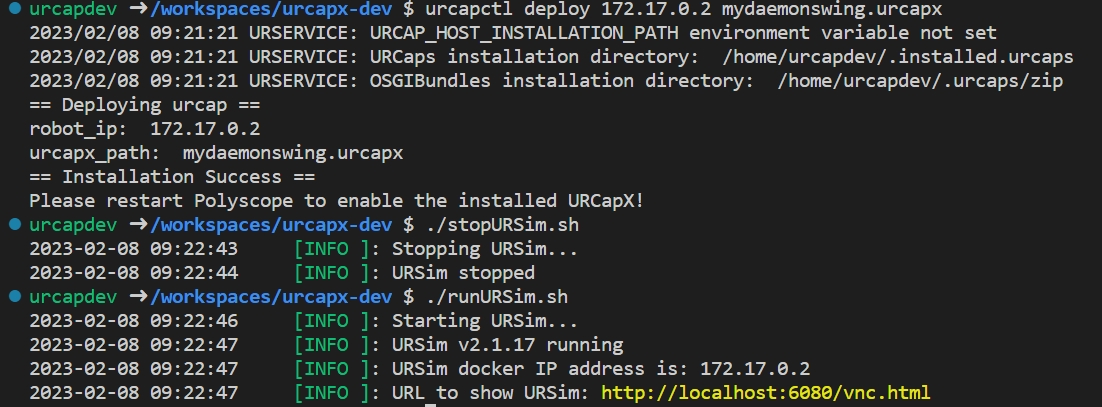 urcapdev ➜/workspaces/urcapx-dev $ urcapctl deploy 172.17.0.2 mydaemonswing.urcapx
2023/02/08 09:21:21 URSERVICE: URCAP_HOST_INSTALLATION_PATH environment variable not set
2023/02/08 09:21:21 URSERVICE: URCaps installation directory:  /home/urcapdev/.installed.urcaps
2023/02/08 09:21:21 URSERVICE: OSGIBundles installation directory:  /home/urcapdev/.urcaps/zip
== Deploying urcap ==
robot_ip:  172.17.0.2
urcapx_path:  mydaemonswing.urcapx
== Installation Success ==
Please restart Polyscope to enable the installed URCapX!
urcapdev ➜/workspaces/urcapx-dev $ ./stopURSim.sh
2023-02-08 09:22:43     [INFO ]: Stopping URSim...
2023-02-08 09:22:44     [INFO ]: URSim stopped
urcapdev ➜/workspaces/urcapx-dev $ ./runURSim.sh
2023-02-08 09:22:46     [INFO ]: Starting URSim...
2023-02-08 09:22:47     [INFO ]: URSim v2.1.17 running
2023-02-08 09:22:47     [INFO ]: URSim docker IP address is: 172.17.0.2
2023-02-08 09:22:47     [INFO ]: URL to show URSim: http://localhost:6080/vnc.html